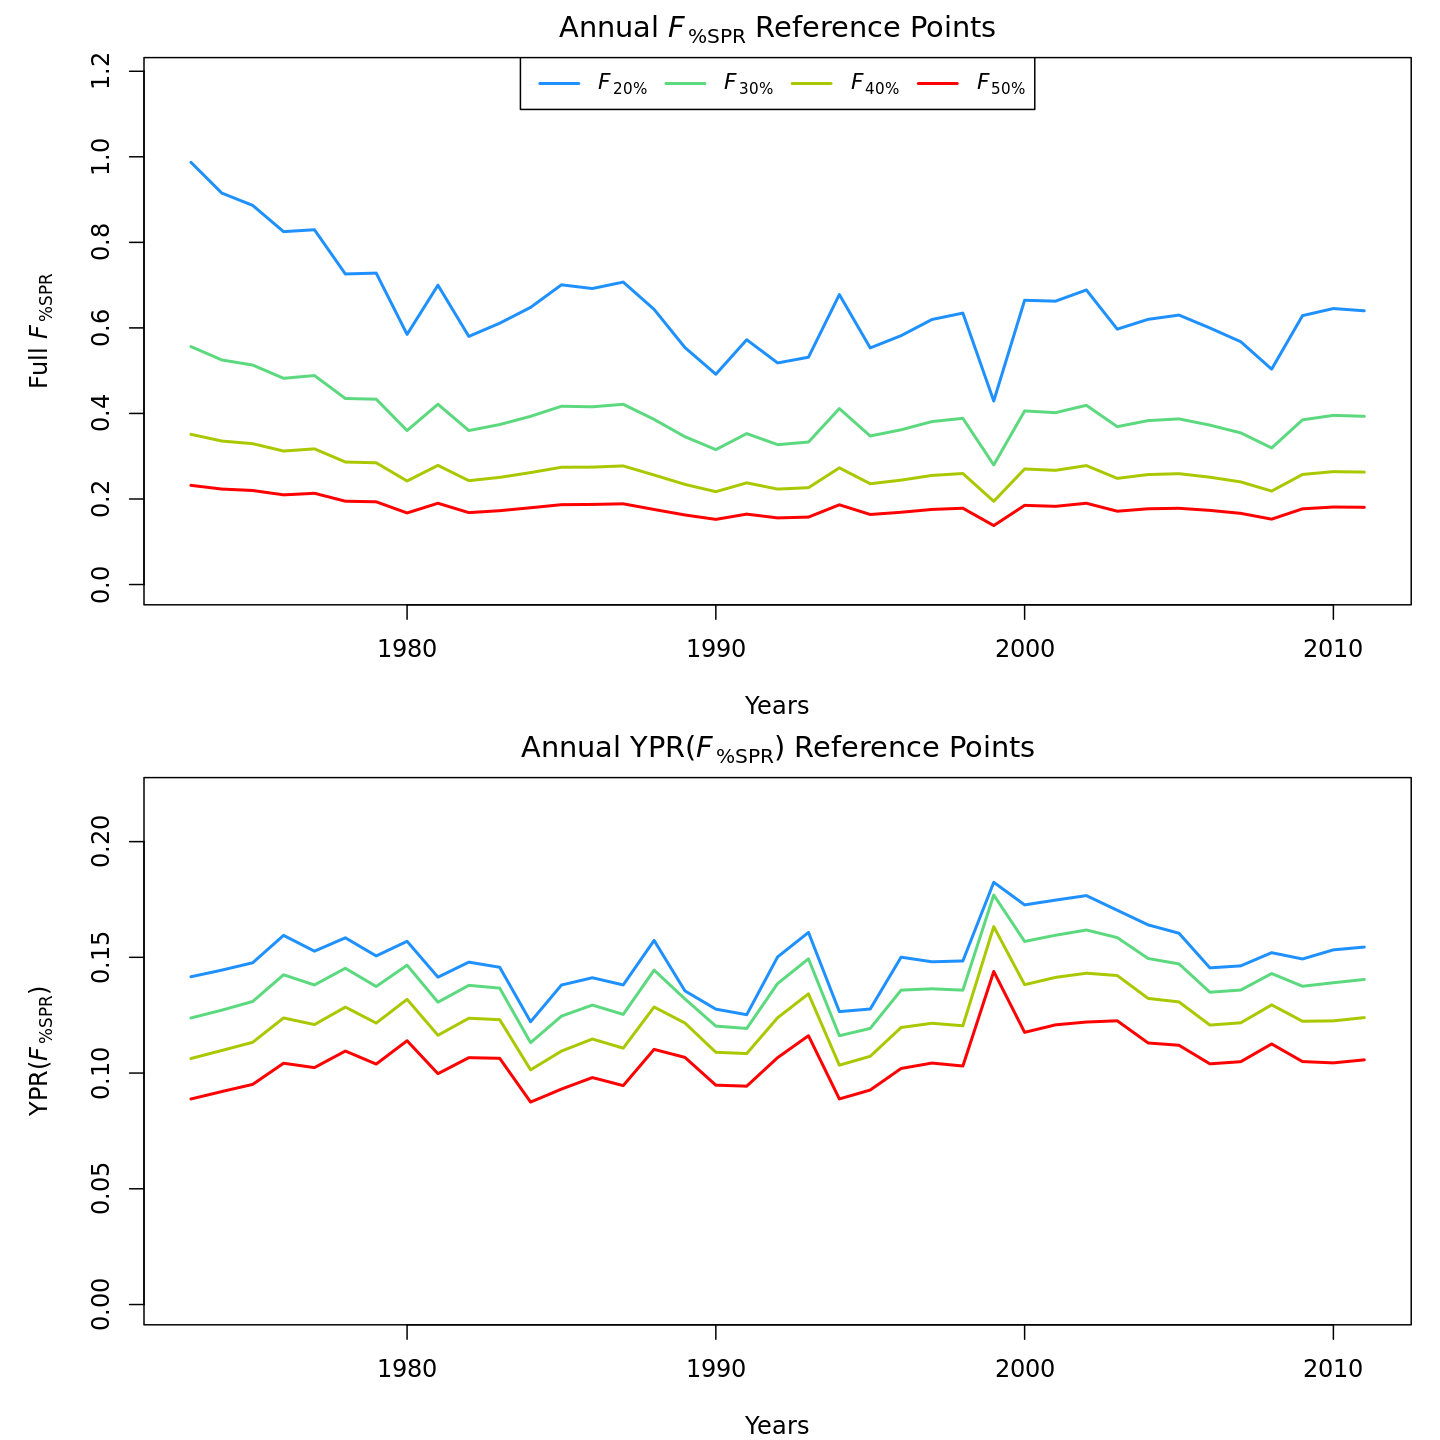 Annual F%SPR Reference Points
F20% F30% F40% F50%
Full F%SPR
1.2
1.0
0.8
0.6
0.4
0.2
0.0
1980 1990 2000 2010
Years
Annual YPR(F%SPR) Reference Points
YPR(F%SPR)
0.20
0.15
0.10
0.05
0.00
1980 1990 2000 2010
Years